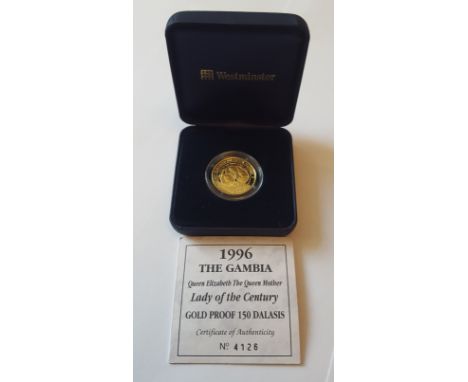 Westminster
1996
THE GAMBIA
Queen Elizabeth The Queen Mother
Lady of the Century
GOLD PROOF 150 DALASIS
Certificate of Authenticity
Nº 4126